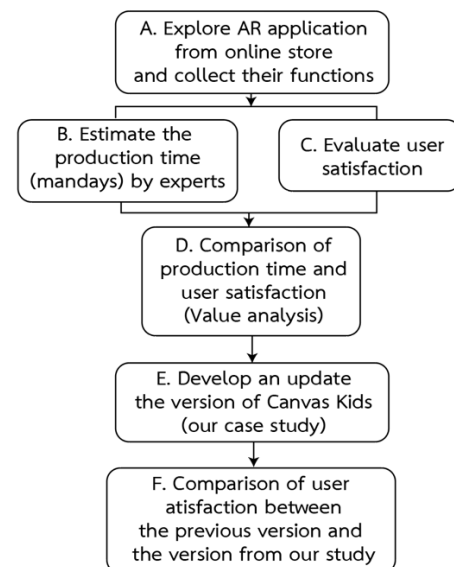 A. Explore AR application
from online store
and collect their functions
B. Estimate the
production time
(mandays) by experts
C. Evaluate user
satisfaction
D. Comparison of
production time and
user satisfaction
(Value analysis)
E. Develop an update
the version of Canvas Kids
(our case study)
F. Comparison of user
atisfaction between
the previous version and
the version from our study